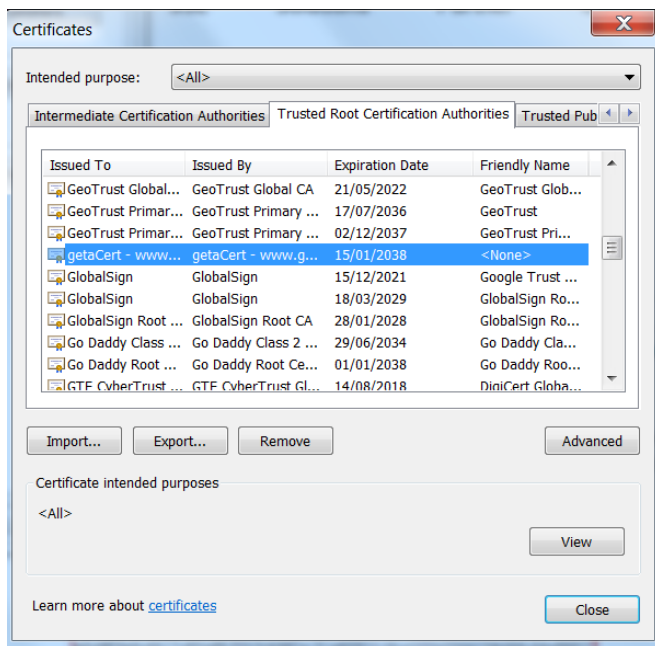 Certificates
Intended purpose: <All>
Intermediate Certification Authorities Trusted Root Certification Authorities Trusted Pub
Issued To Issued By Expiration Date Friendly Name
GeoTrust Global... GeoTrust Global CA 21/05/2022 GeoTrust Glob...
GeoTrust Primar... GeoTrust Primary ... 17/07/2036 GeoTrust
GeoTrust Primar... GeoTrust Primary ... 02/12/2037 GeoTrust Pri...
getaCert - www.... getaCert - www.g... 15/01/2038 <None>
GlobalSign GlobalSign 15/12/2021 Google Trust ...
GlobalSign GlobalSign 18/03/2029 GlobalSign Ro...
GlobalSign Root ... GlobalSign Root CA 28/01/2028 GlobalSign Ro...
Go Daddy Class ... Go Daddy Class 2 ... 29/06/2034 Go Daddy Cla...
Go Daddy Root ... Go Daddy Root Ce... 01/01/2038 Go Daddy Roo...
GTE CyberTrust ... GTE CyberTrust Gl... 14/08/2018 DigiCert Globa...
Import... Export... Remove Advanced
Certificate intended purposes
<All>
View
Learn more about certificates
Close